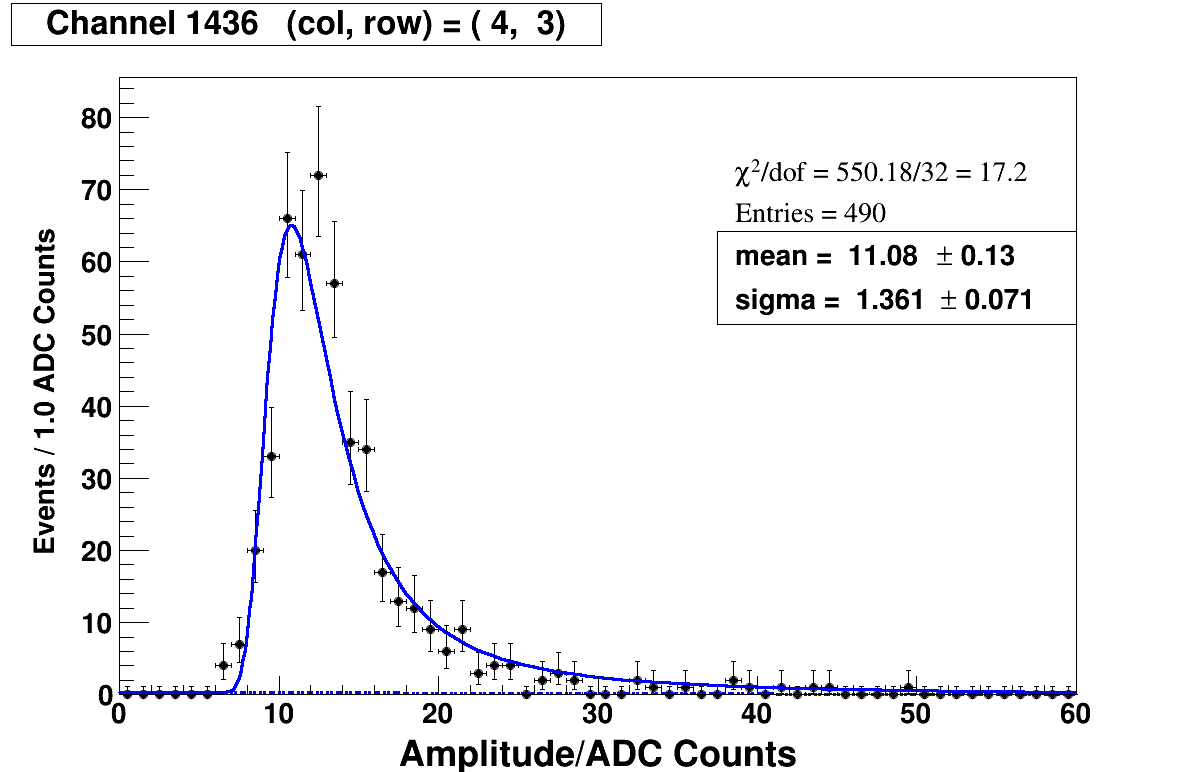 Channel 1436 (col, row) = ( 4, 3)
Events / 1.0 ADC Counts
80
70
60
50
40
30
20
10
0
χ²/dof = 550.18/32 = 17.2
Entries = 490
mean = 11.08 ± 0.13
sigma = 1.361 ± 0.071
0 10 20 30 40 50 60
Amplitude/ADC Counts